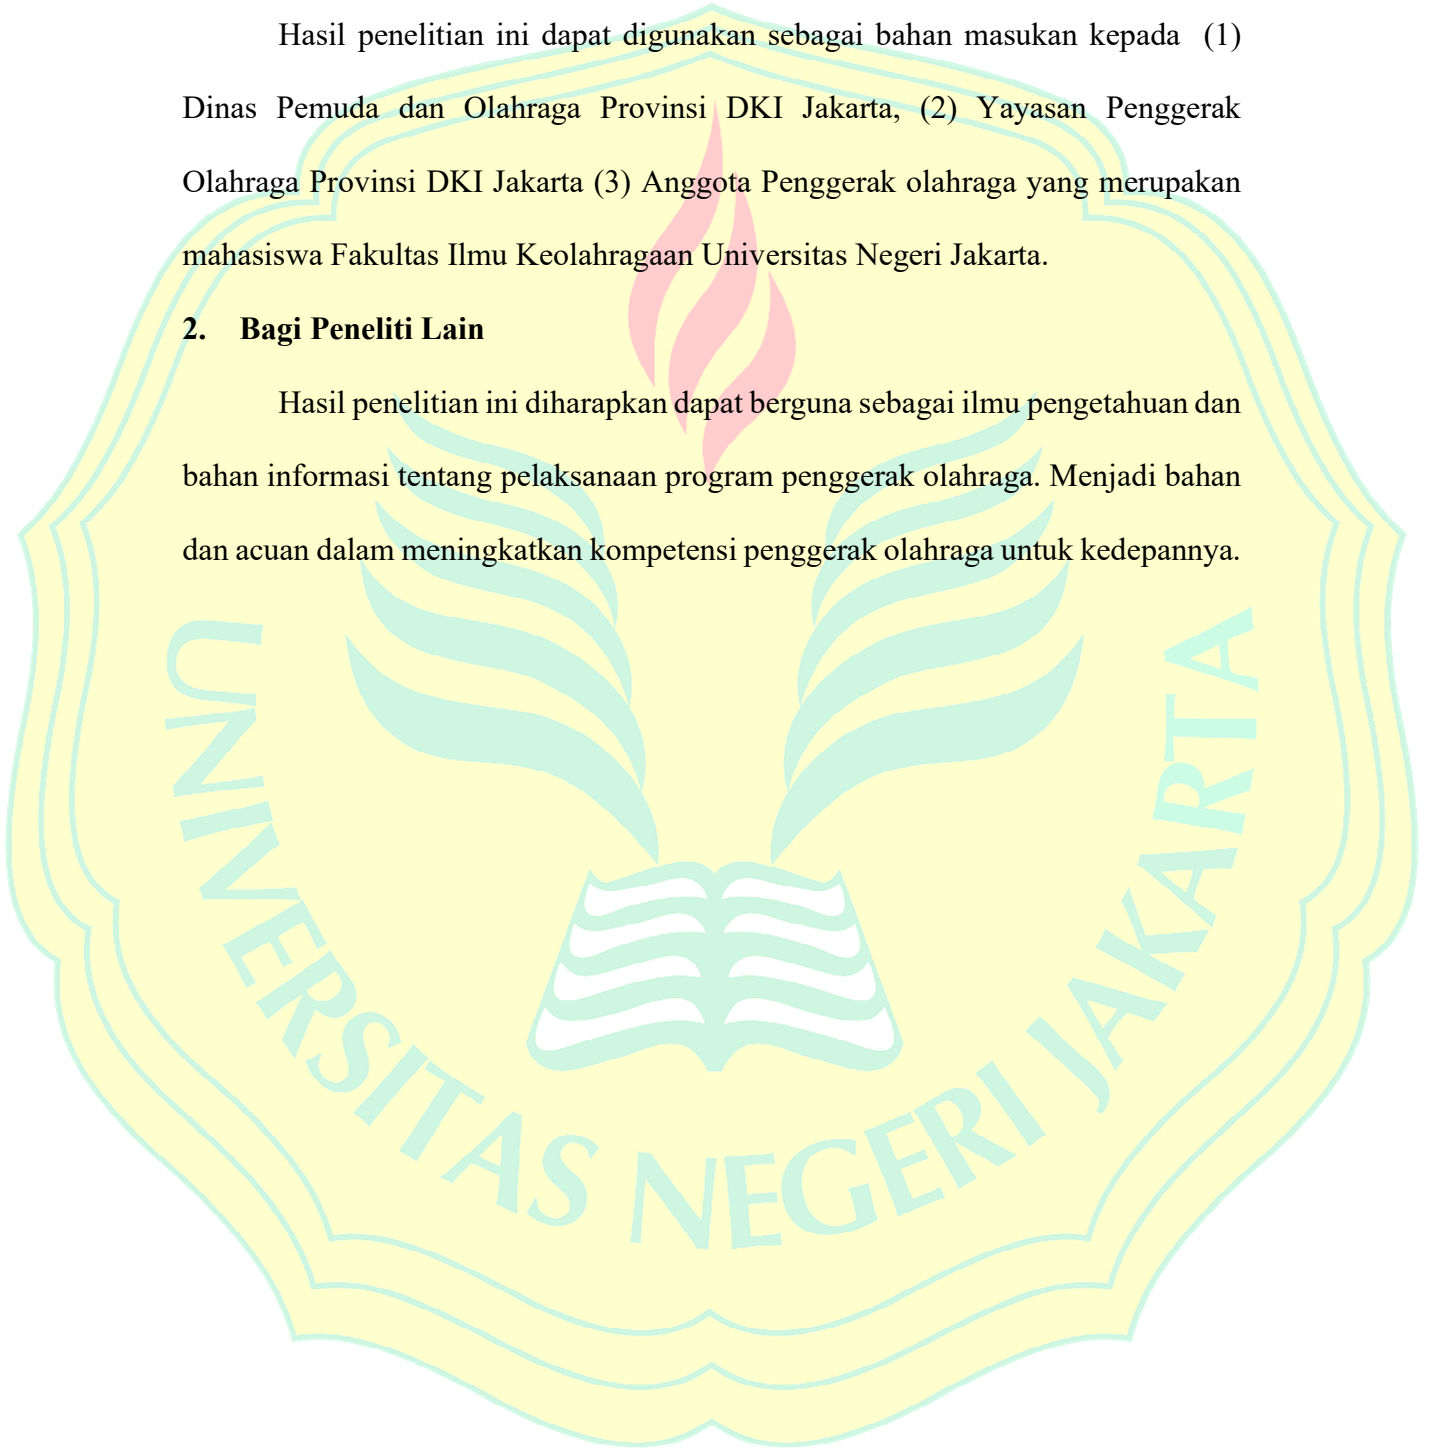 Hasil penelitian ini dapat digunakan sebagai bahan masukan kepada (1)
Dinas Pemuda dan Olahraga Provinsi DKI Jakarta, (2) Yayasan Penggerak
Olahraga Provinsi DKI Jakarta (3) Anggota Penggerak olahraga yang merupakan
mahasiswa Fakultas Ilmu Keolahragaan Universitas Negeri Jakarta.
2. Bagi Peneliti Lain
Hasil penelitian ini diharapkan dapat berguna sebagai ilmu pengetahuan dan
bahan informasi tentang pelaksanaan program penggerak olahraga. Menjadi bahan
dan acuan dalam meningkatkan kompetensi penggerak olahraga untuk kedepannya.
UNIVERSITAS NEGERI JAKARTA